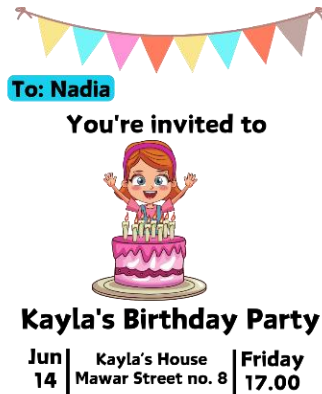 To: Nadia
You're invited to
Kayla's Birthday Party
Jun
14
Kayla's House
Mawar Street no. 8
Friday
17.00